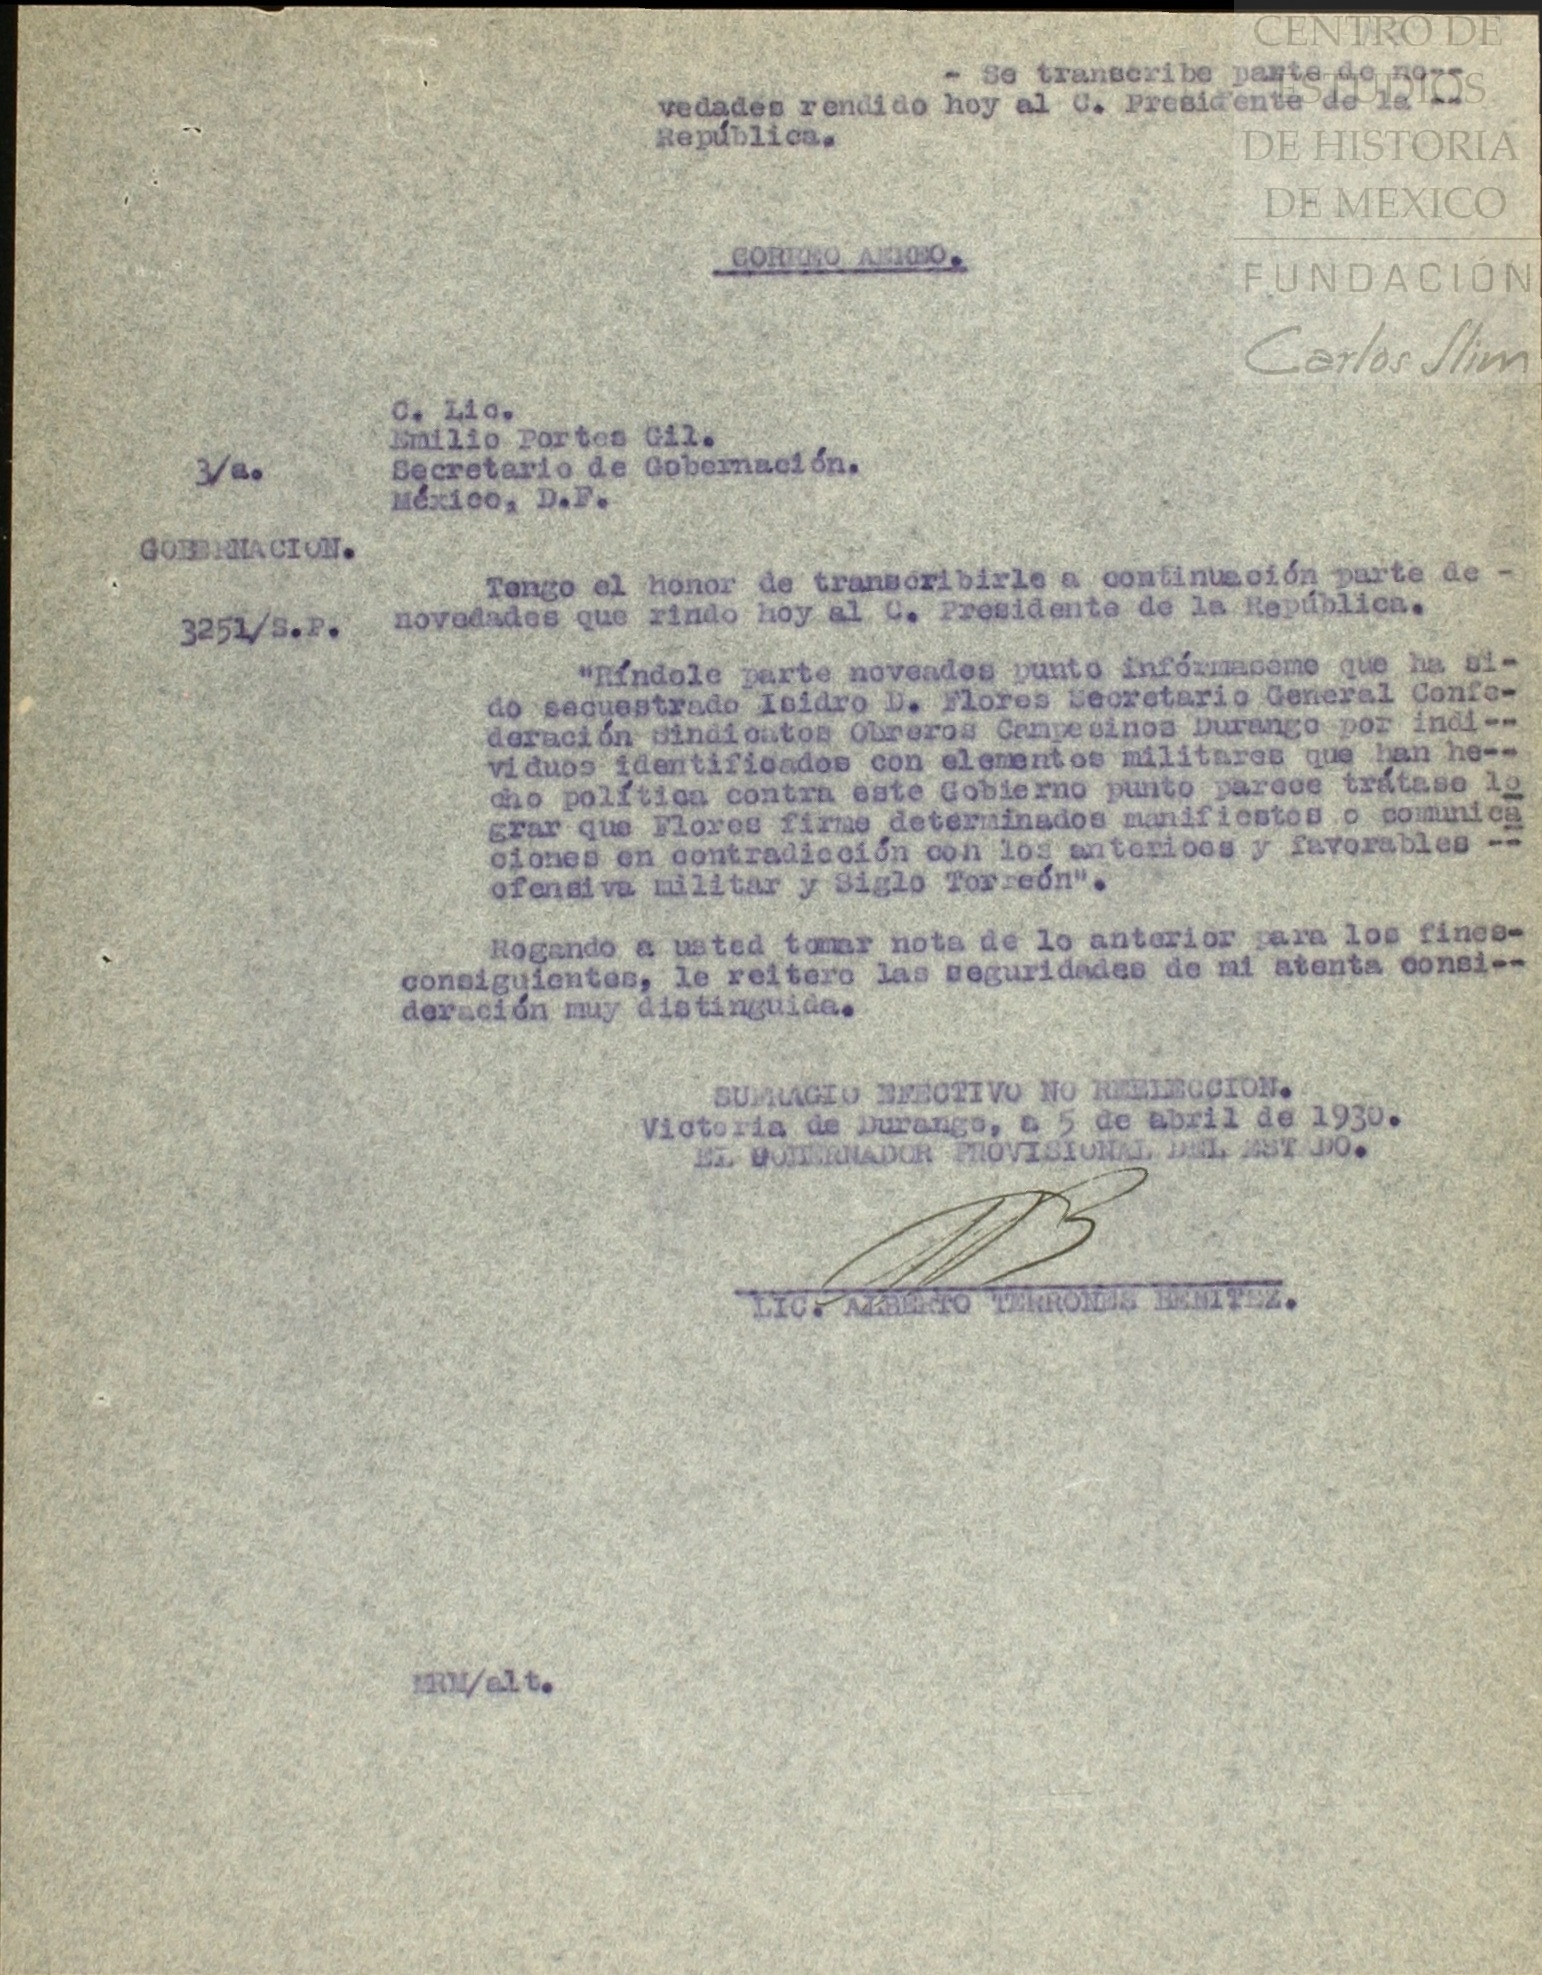 CENTRO DE
ESTUDIOS
DE HISTORIA
DE MEXICO
FUNDACIÓN
Carlos Slim
- Se transcribe parte de no--
vedades rendido hoy al C. Presidente de la --
República.
CORREO AEREO.
C. Lic.
Emilio Portes Gil.
3/a. Secretario de Gobernación.
México, D.F.
GOBERNACION.
Tengo el honor de transcribirle a continuación parte de -
3251/S.P. novedades que rindo hoy al C. Presidente de la República.
"Ríndole parte noveades punto infórmaseme que ha si-
do secuestrado Isidro D. Flores Secretario General Confe-
deración Sindicatos Obreros Campesinos Durango por indi--
viduos identificados con elementos militares que han he--
cho política contra este Gobierno punto parece trátase lo
grar que Flores firme determinados manifiestos o comunica
ciones en contradicción con los anterioes y favorables --
ofensiva militar y Siglo Torreón".
Rogando a usted tomar nota de lo anterior para los fines-
consiguientes, le reitero las seguridades de mi atenta consi--
deración muy distinguida.
SUFRAGIO EFECTIVO NO REELECCION.
Victoria de Durango, a 5 de abril de 1930.
EL GOBERNADOR PROVISIONAL DEL ESTADO.
LIC. ALBERTO TERRONES BENITEZ.
MRM/alt.